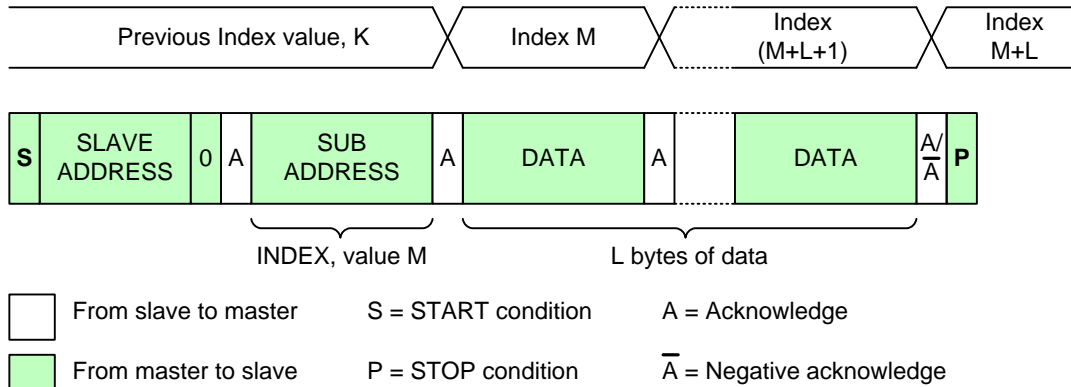 Previous Index value, K
Index M
Index
(M+L+1)
Index
M+L
S
SLAVE
ADDRESS
0
A
SUB
ADDRESS
A
DATA
A
DATA
A/
A̅
P
INDEX, value M
L bytes of data
From slave to master
S = START condition
A = Acknowledge
From master to slave
P = STOP condition
A̅ = Negative acknowledge